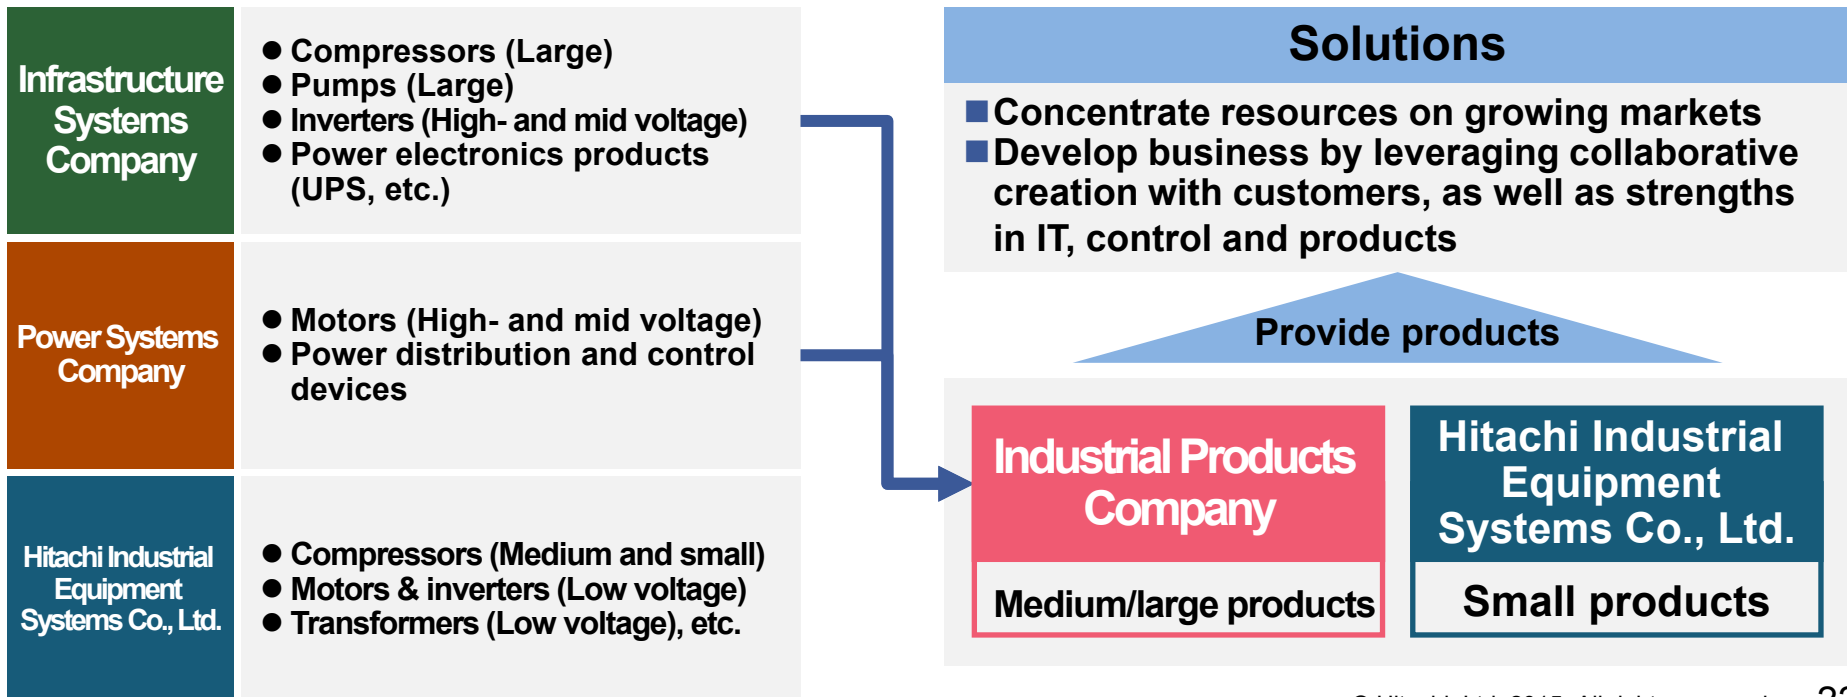 Infrastructure
Systems
Company
● Compressors (Large)
● Pumps (Large)
● Inverters (High- and mid voltage)
● Power electronics products
(UPS, etc.)
Power Systems
Company
● Motors (High- and mid voltage)
● Power distribution and control
devices
Hitachi Industrial
Equipment
Systems Co., Ltd.
● Compressors (Medium and small)
● Motors & inverters (Low voltage)
● Transformers (Low voltage), etc.
Solutions
■ Concentrate resources on growing markets
■ Develop business by leveraging collaborative
creation with customers, as well as strengths
in IT, control and products
Provide products
Industrial Products
Company
Medium/large products
Hitachi Industrial
Equipment
Systems Co., Ltd.
Small products